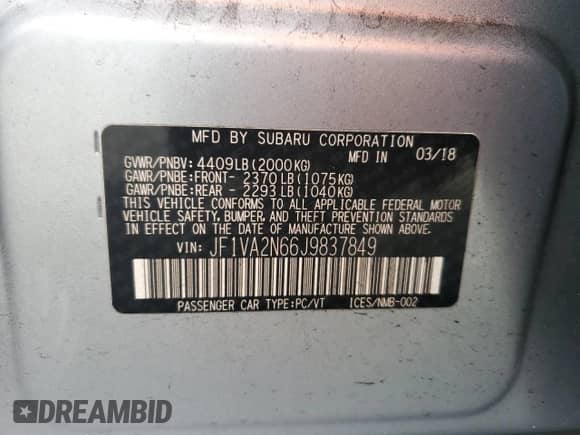 MFD BY SUBARU CORPORATION
GVWR/PNBV: 4409LB(2000KG) MFD IN 03/18
GAWR/PNBE:FRONT- 2370LB(1075KG)
GAWR/PNBE:REAR - 2293LB(1040KG)
THIS VEHICLE CONFORMS TO ALL APPLICABLE FEDERAL MOTOR
VEHICLE SAFETY, BUMPER, AND THEFT PREVENTION STANDARDS
IN EFFECT ON THE DATE OF MANUFACTURE SHOWN ABOVE.
VIN: JF1VA2N66J9837849
PASSENGER CAR TYPE:PC/VT ICES/NMB-002
DREAMBID